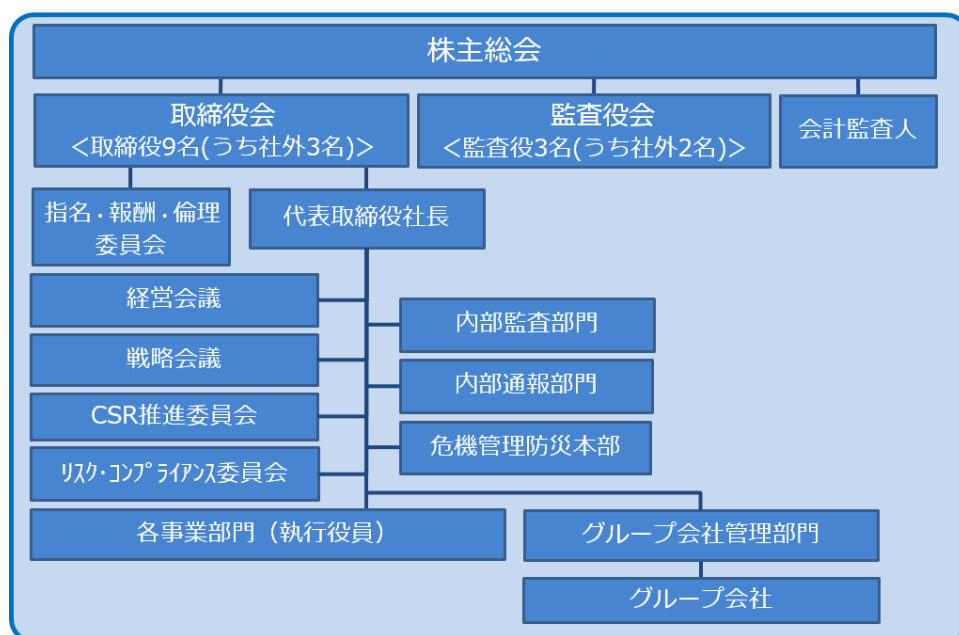 株主総会
取締役会
＜取締役9名(うち社外3名)＞
監査役会
＜監査役3名(うち社外2名)＞
会計監査人
指名・報酬・倫理
委員会
代表取締役社長
経営会議
戦略会議
CSR推進委員会
ﾘｽｸ・ｺﾝﾌﾟﾗｲｱﾝｽ委員会
内部監査部門
内部通報部門
危機管理防災本部
各事業部門（執行役員）
グループ会社管理部門
グループ会社